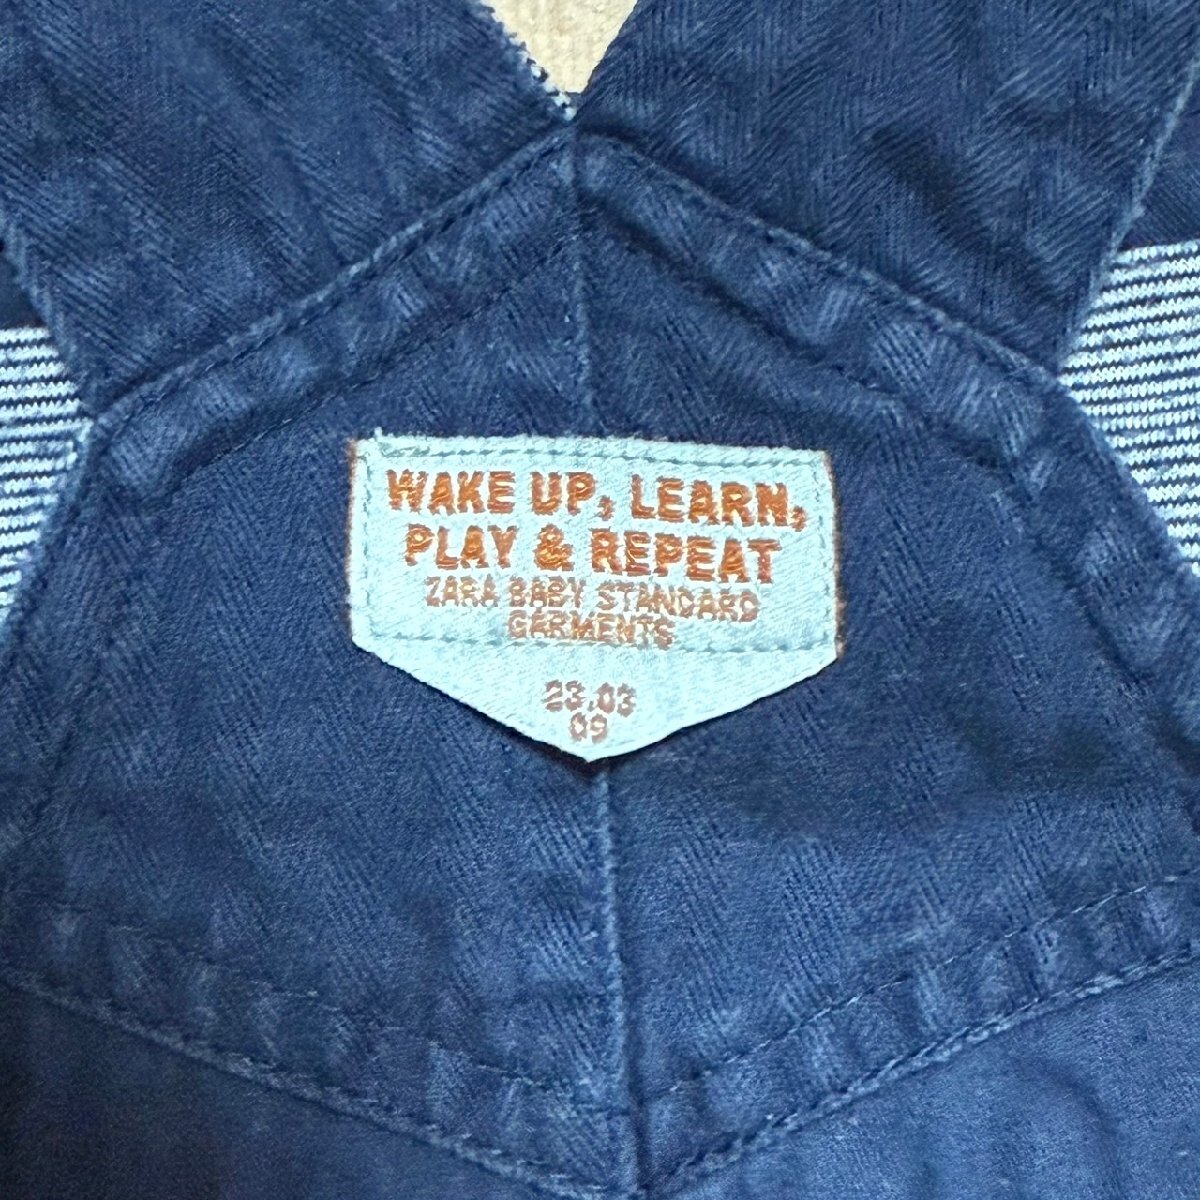 WAKE UP, LEARN,
PLAY & REPEAT
ZARA BABY STANDARD
GARMENTS
23.03
09